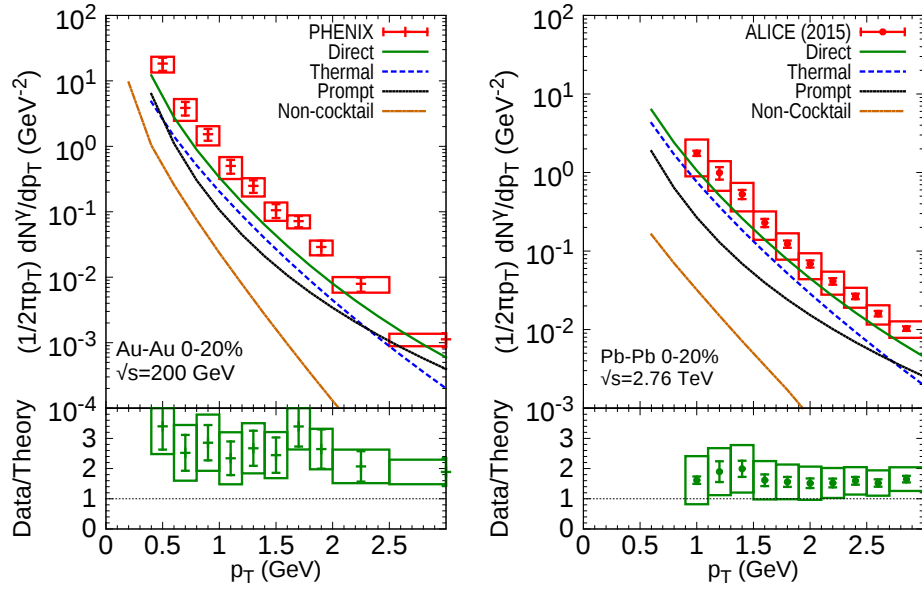 (1/2πp_T) dN^γ/dp_T (GeV^-2)
10^2
10^1
10^0
10^-1
10^-2
10^-3
10^-4
PHENIX
Direct
Thermal
Prompt
Non-cocktail
Au-Au 0-20%
√s=200 GeV
Data/Theory
3
2
1
0
0 0.5 1 1.5 2 2.5
p_T (GeV)
(1/2πp_T) dN^γ/dp_T (GeV^-2)
10^2
10^1
10^0
10^-1
10^-2
10^-3
ALICE (2015)
Direct
Thermal
Prompt
Non-cocktail
Pb-Pb 0-20%
√s=2.76 TeV
Data/Theory
3
2
1
0
0 0.5 1 1.5 2 2.5
p_T (GeV)